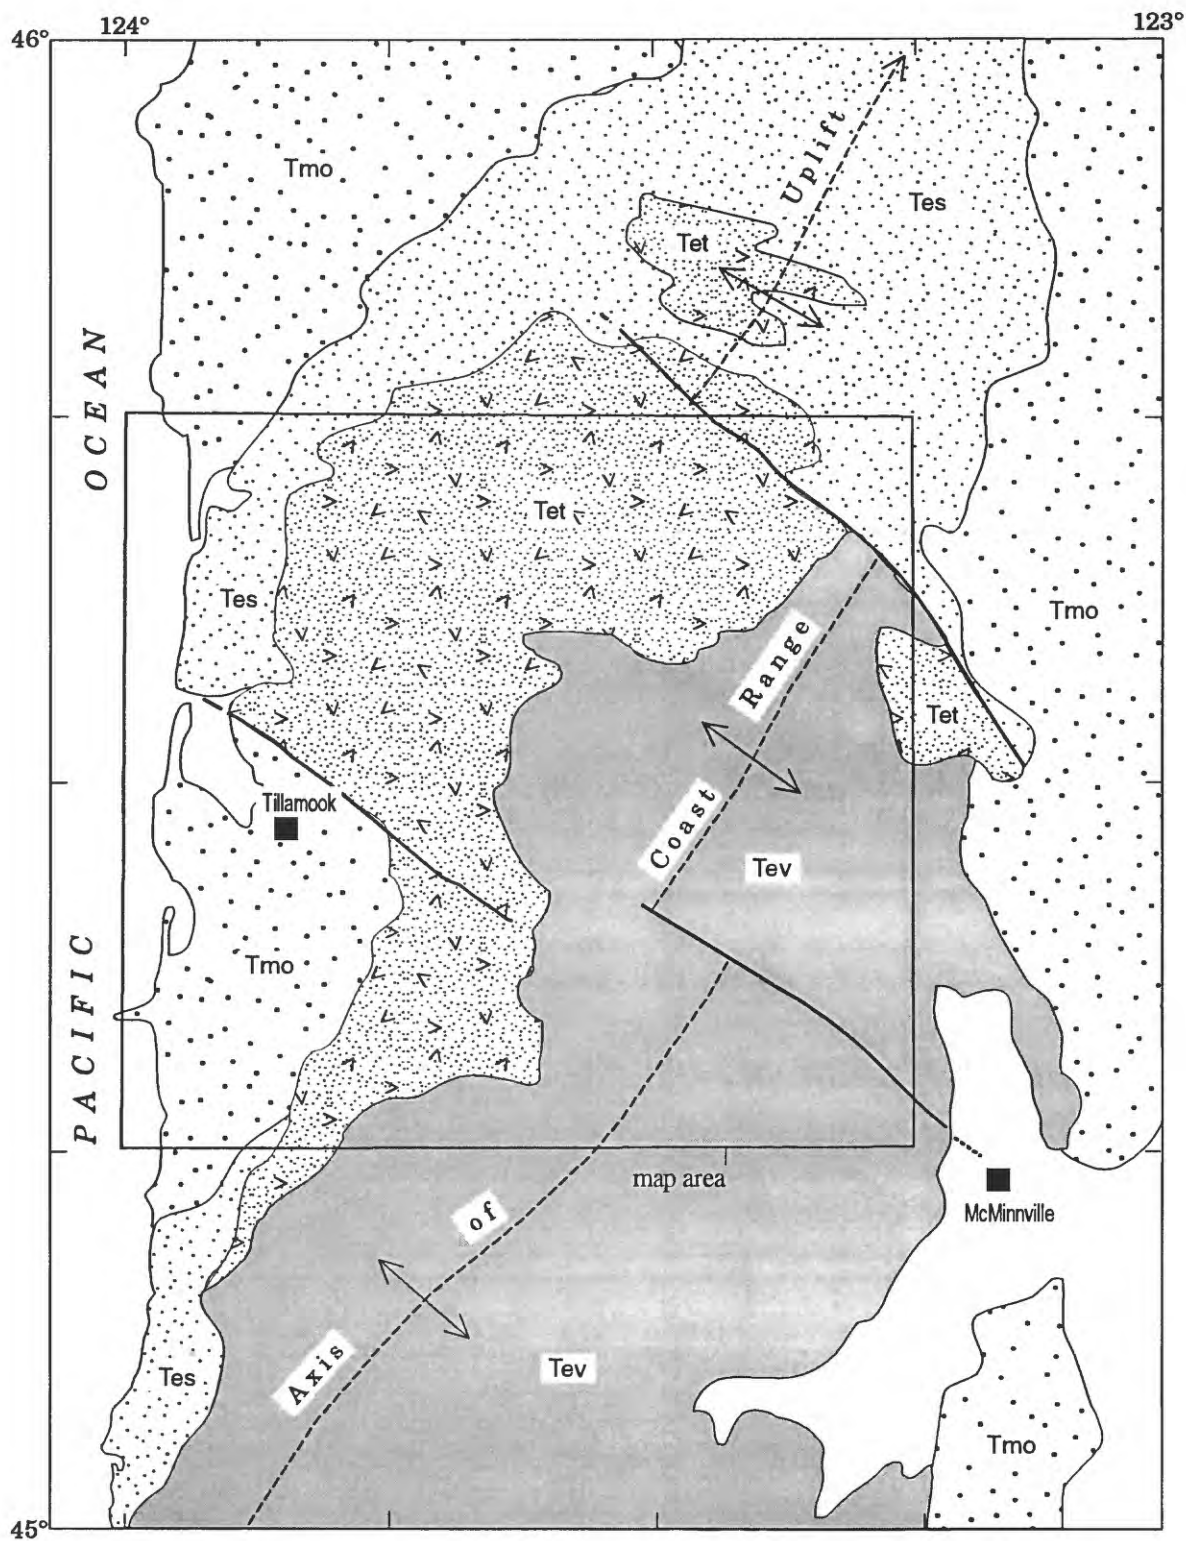 124°
123°
46°
Tmo
Uplift
Tes
Tet
OCEAN
Tet
Tes
Range
Tmo
Tet
Tillamook
Coast
Tev
PACIFIC
Tmo
map area
McMinnville
of
Axis
Tev
Tes
Tmo
45°